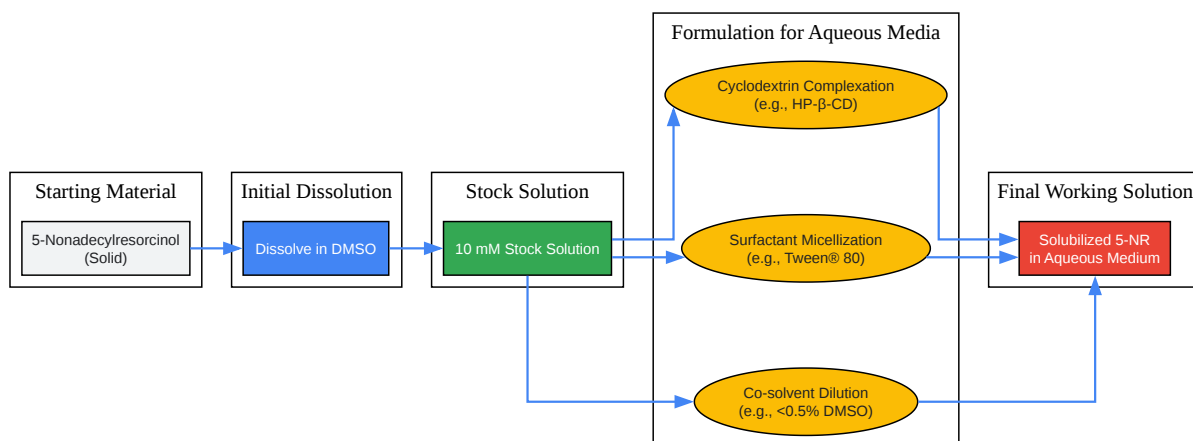 Formulation for Aqueous Media
Cyclodextrin Complexation
(e.g., HP-β-CD)
Starting Material
Initial Dissolution
Stock Solution
Final Working Solution
5-Nonadecylresorcinol
(Solid)
Dissolve in DMSO
10 mM Stock Solution
Surfactant Micellization
(e.g., Tween® 80)
Solubilized 5-NR
in Aqueous Medium
Co-solvent Dilution
(e.g., <0.5% DMSO)